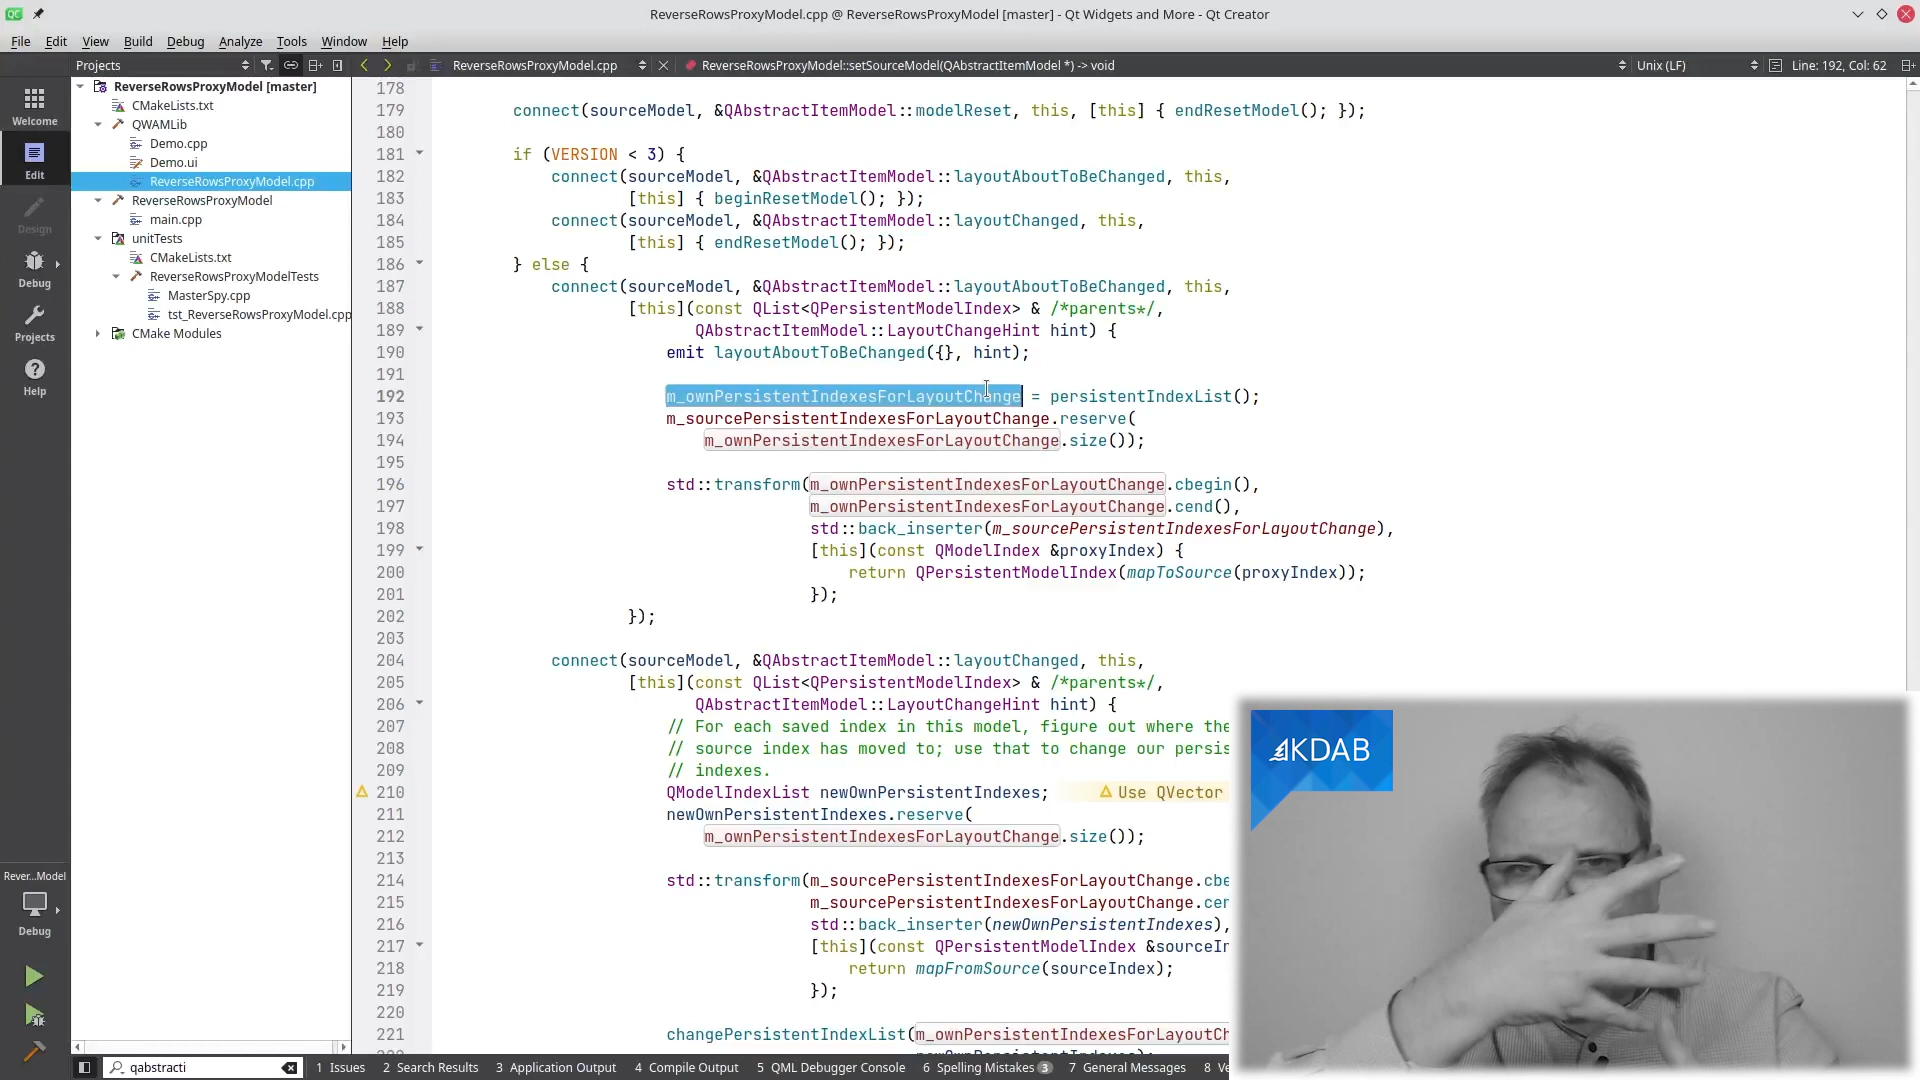 ReverseRowsProxyModel.cpp @ ReverseRowsProxyModel [master] - Qt Widgets and More - Qt Creator
File Edit View Build Debug Analyze Tools Window Help
Projects ReverseRowsProxyModel.cpp ReverseRowsProxyModel::setSourceModel(QAbstractItemModel *) -> void Unix (LF) Line: 192, Col: 62
Welcome
Edit
Design
Debug
Projects
Help
Rever...Model
Debug
ReverseRowsProxyModel [master]
CMakeLists.txt
QWAMLib
Demo.cpp
Demo.ui
ReverseRowsProxyModel.cpp
ReverseRowsProxyModel
main.cpp
unitTests
CMakeLists.txt
ReverseRowsProxyModelTests
MasterSpy.cpp
tst_ReverseRowsProxyModel.cpp
CMake Modules
178
179 connect(sourceModel, &QAbstractItemModel::modelReset, this, [this] { endResetModel(); });
180
181 if (VERSION < 3) {
182 connect(sourceModel, &QAbstractItemModel::layoutAboutToBeChanged, this,
183 [this] { beginResetModel(); });
184 connect(sourceModel, &QAbstractItemModel::layoutChanged, this,
185 [this] { endResetModel(); });
186 } else {
187 connect(sourceModel, &QAbstractItemModel::layoutAboutToBeChanged, this,
188 [this](const QList<QPersistentModelIndex> & /*parents*/,
189 QAbstractItemModel::LayoutChangeHint hint) {
190 emit layoutAboutToBeChanged({}, hint);
191
192 m_ownPersistentIndexesForLayoutChange = persistentIndexList();
193 m_sourcePersistentIndexesForLayoutChange.reserve(
194 m_ownPersistentIndexesForLayoutChange.size());
195
196 std::transform(m_ownPersistentIndexesForLayoutChange.cbegin(),
197 m_ownPersistentIndexesForLayoutChange.cend(),
198 std::back_inserter(m_sourcePersistentIndexesForLayoutChange),
199 [this](const QModelIndex &proxyIndex) {
200 return QPersistentModelIndex(mapToSource(proxyIndex));
201 });
202 });
203
204 connect(sourceModel, &QAbstractItemModel::layoutChanged, this,
205 [this](const QList<QPersistentModelIndex> & /*parents*/,
206 QAbstractItemModel::LayoutChangeHint hint) {
207 // For each saved index in this model, figure out where the
208 // source index has moved to; use that to change our persis
209 // indexes.
210 QModelIndexList newOwnPersistentIndexes; Use QVector
211 newOwnPersistentIndexes.reserve(
212 m_ownPersistentIndexesForLayoutChange.size());
213
214 std::transform(m_sourcePersistentIndexesForLayoutChange.cbe
215 m_sourcePersistentIndexesForLayoutChange.cen
216 std::back_inserter(newOwnPersistentIndexes),
217 [this](const QPersistentModelIndex &sourceIn
218 return mapFromSource(sourceIndex);
219 });
220
221 changePersistentIndexList(m_ownPersistentIndexesForLayoutCh
KDAB
qabstracti 1 Issues 2 Search Results 3 Application Output 4 Compile Output 5 QML Debugger Console 6 Spelling Mistakes 3 7 General Messages 8 Ve